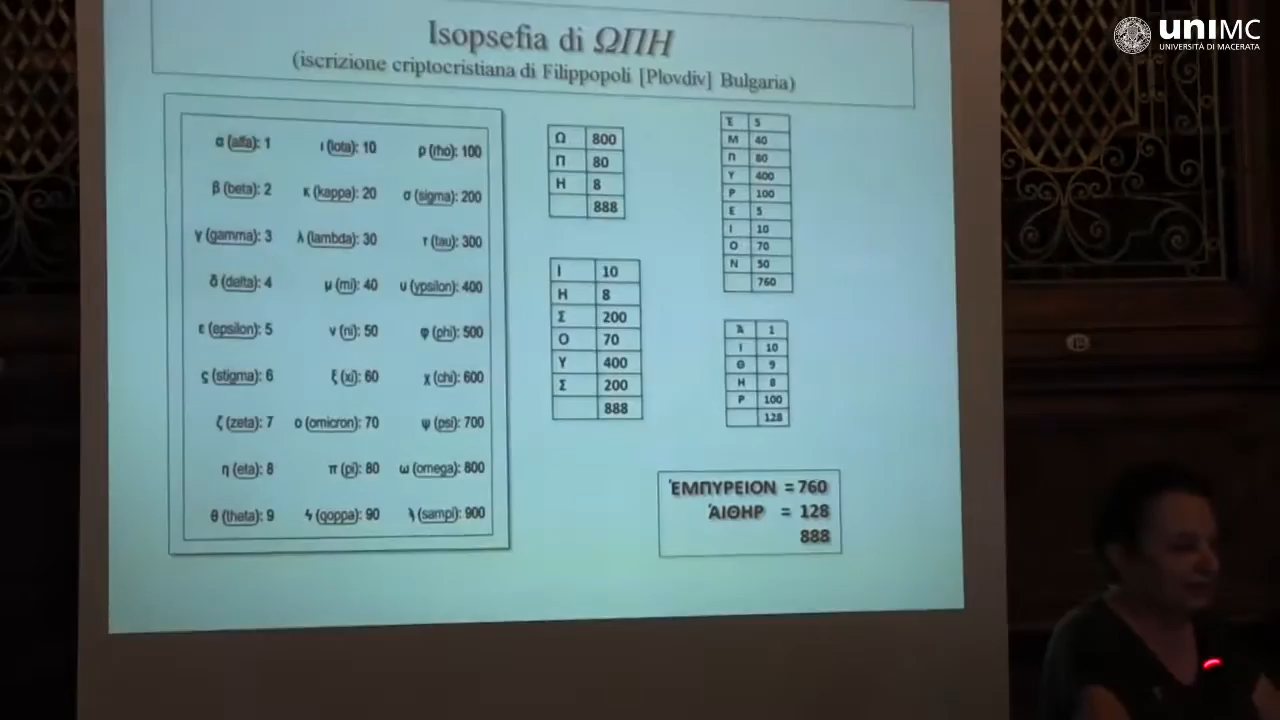 Isopsefia di ΩΠΗ
(iscrizione criptocristiana di Filippopoli [Plovdiv] Bulgaria)
α (alfa): 1 ι (iota): 10 ρ (rho): 100
β (beta): 2 κ (kappa): 20 σ (sigma): 200
γ (gamma): 3 λ (lambda): 30 τ (tau): 300
δ (delta): 4 μ (mi): 40 υ (ypsilon): 400
ε (epsilon): 5 ν (ni): 50 φ (phi): 500
ς (stigma): 6 ξ (xi): 60 χ (chi): 600
ζ (zeta): 7 ο (omicron): 70 ψ (psi): 700
η (eta): 8 π (pi): 80 ω (omega): 800
θ (theta): 9 ϟ (qoppa): 90 ϡ (sampi): 900
Ω 800
Π 80
Η 8
888
Ι 10
Η 8
Σ 200
Ο 70
Υ 400
Σ 200
888
Έ 5
Μ 40
Π 80
Υ 400
Ρ 100
Ε 5
Ι 10
Ο 70
Ν 50
760
Ἀ 1
Ι 10
Θ 9
Η 8
Ρ 100
128
ἘΜΠΥΡΕΙΟΝ = 760
ἈΙΘΗΡ = 128
888
uniMC
UNIVERSITÀ DI MACERATA